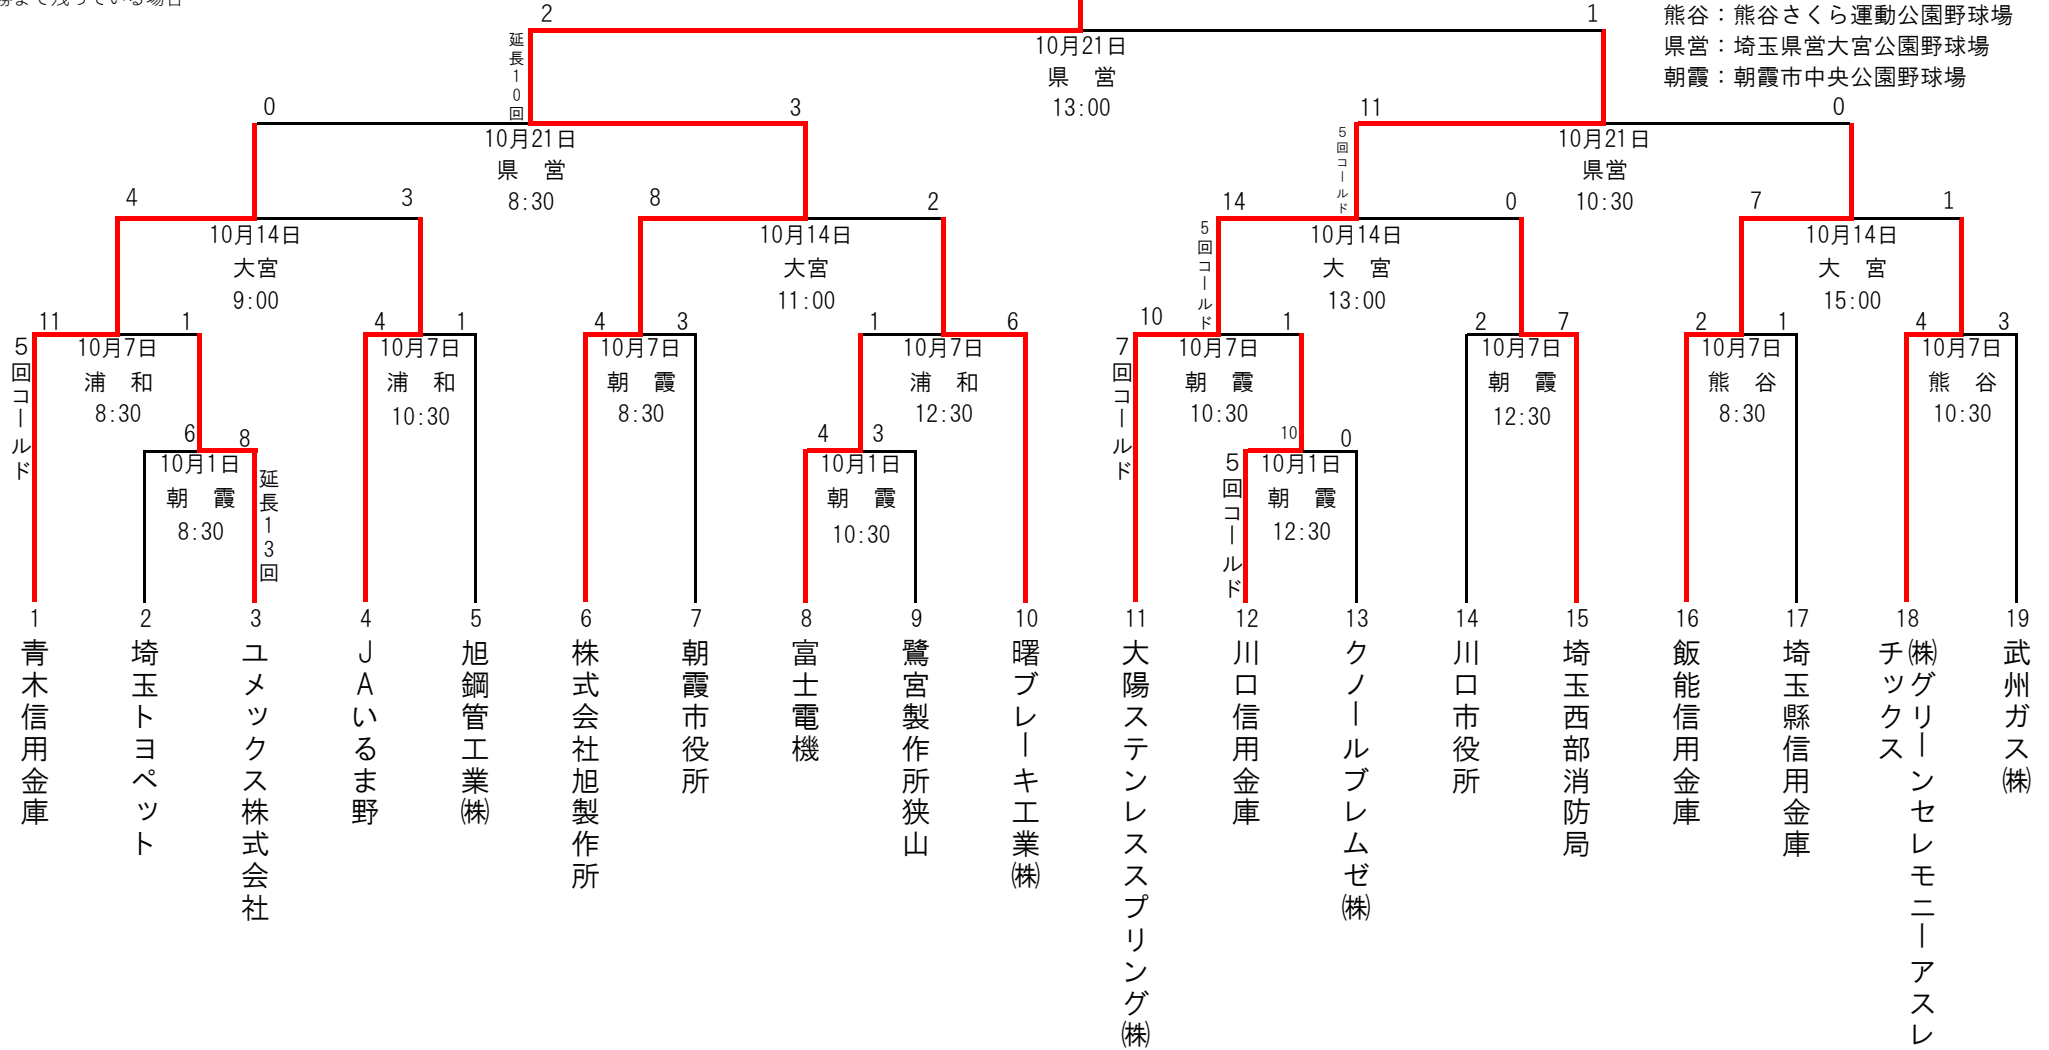 熊谷：熊谷さくら運動公園野球場
県営：埼玉県営大宮公園野球場
朝霞：朝霞市中央公園野球場
2
1
延長10回
10月21日
県　営
13:00
0
3
10月21日
県　営
8:30
11
0
5回コールド
10月21日
県営
10:30
4
3
10月14日
大宮
9:00
8
2
10月14日
大宮
11:00
14
0
5回コールド
10月14日
大　宮
13:00
7
1
10月14日
大　宮
15:00
11
1
5回コールド
10月7日
浦　和
8:30
4
1
10月7日
浦　和
10:30
4
3
10月7日
朝　霞
8:30
1
6
10月7日
浦　和
12:30
10
1
7回コールド
10月7日
朝　霞
10:30
2
7
10月7日
朝　霞
12:30
2
1
10月7日
熊　谷
8:30
4
3
10月7日
熊　谷
10:30
6
8
10月1日
朝　霞
8:30
延長13回
4
3
10月1日
朝　霞
10:30
10
0
5回コールド
10月1日
朝　霞
12:30
1
青木信用金庫
2
埼玉トヨペット
3
ユメックス株式会社
4
ＪＡいるま野
5
旭鋼管工業㈱
6
株式会社旭製作所
7
朝霞市役所
8
富士電機
9
鷺宮製作所狭山
10
曙ブレーキ工業㈱
11
大陽ステンレススプリング㈱
12
川口信用金庫
13
クノールブレムゼ㈱
14
川口市役所
15
埼玉西部消防局
16
飯能信用金庫
17
埼玉縣信用金庫
18
㈱グリーンセレモニーアスレ
チックス
19
武州ガス㈱